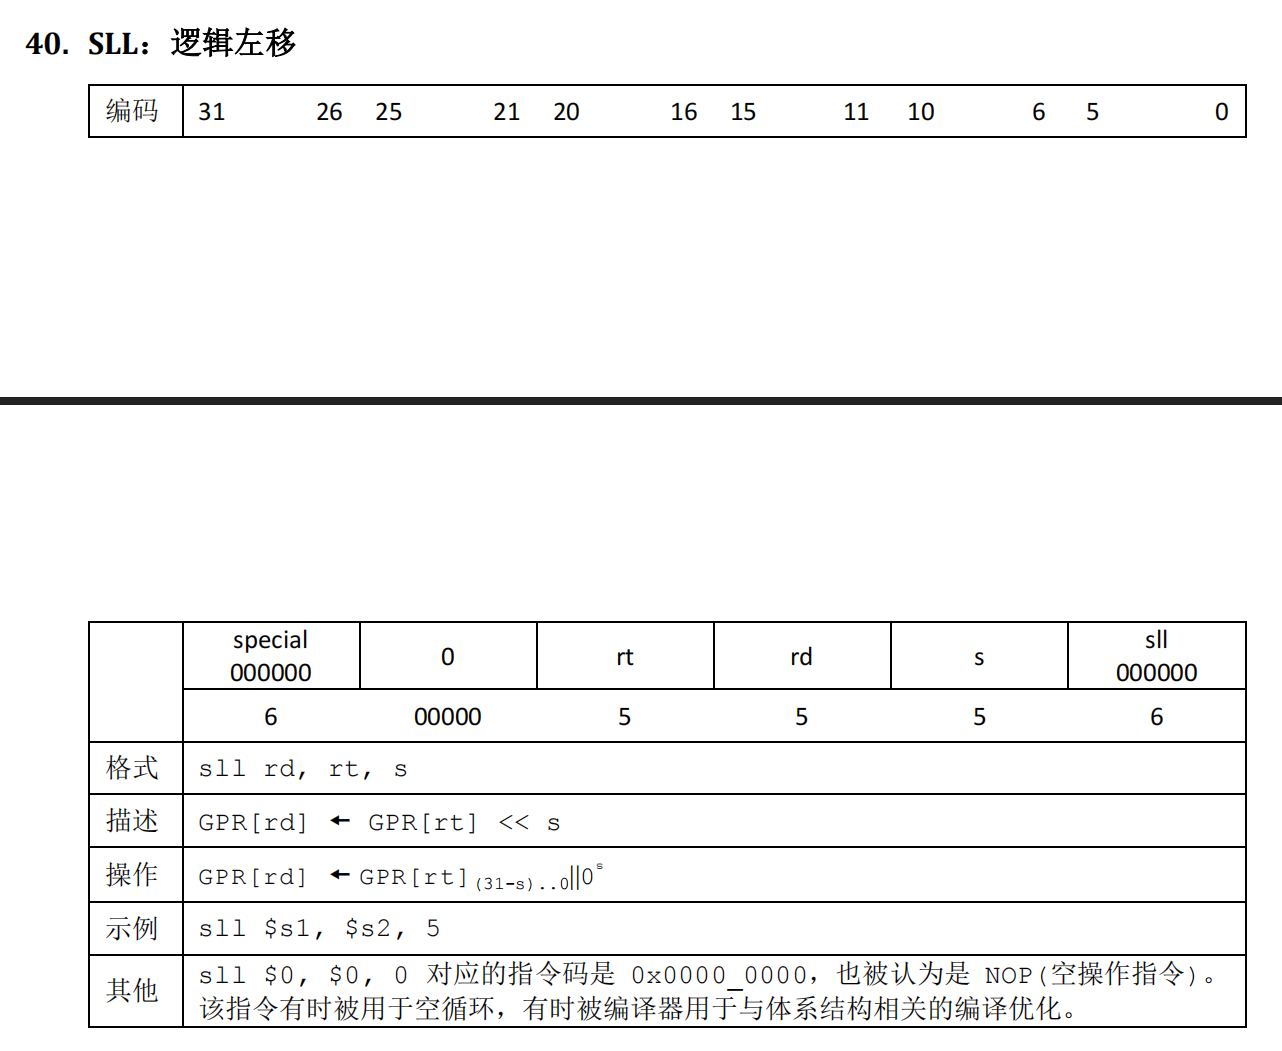 40. SLL：逻辑左移
编码 31 26 25 21 20 16 15 11 10 6 5 0
special 000000 0 rt rd s sll 000000
6 00000 5 5 5 6
格式 sll rd, rt, s
描述 GPR[rd] ← GPR[rt] << s
操作 GPR[rd] ← GPR[rt](31-s)..0||0s
示例 sll $s1, $s2, 5
其他 sll $0, $0, 0 对应的指令码是 0x0000_0000，也被认为是 NOP(空操作指令)。
该指令有时被用于空循环，有时被编译器用于与体系结构相关的编译优化。